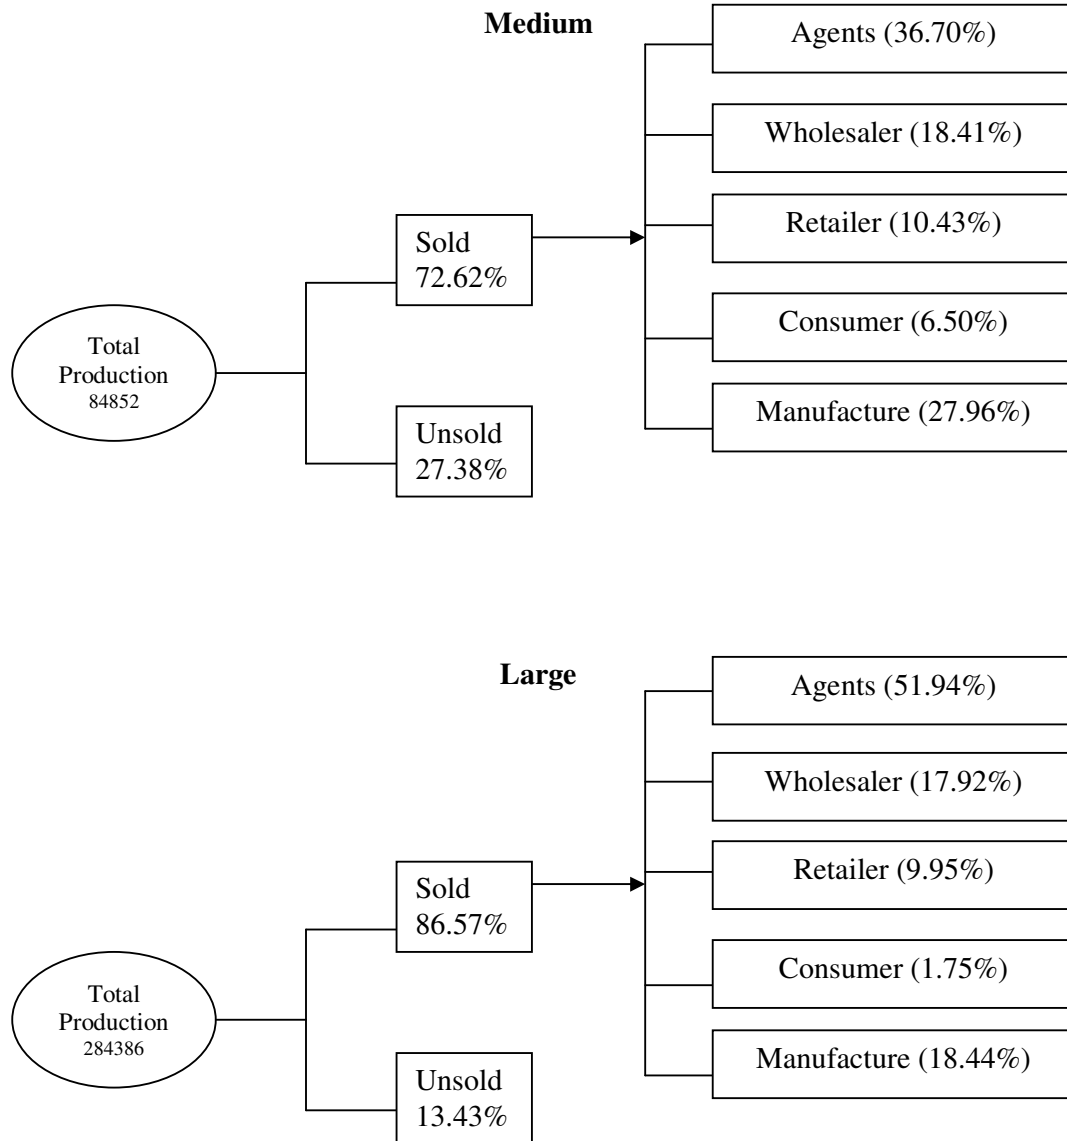 Medium
Agents (36.70%)
Wholesaler (18.41%)
Retailer (10.43%)
Sold
72.62%
Consumer (6.50%)
Total
Production
84852
Manufacture (27.96%)
Unsold
27.38%
Large
Agents (51.94%)
Wholesaler (17.92%)
Retailer (9.95%)
Sold
86.57%
Consumer (1.75%)
Total
Production
284386
Manufacture (18.44%)
Unsold
13.43%